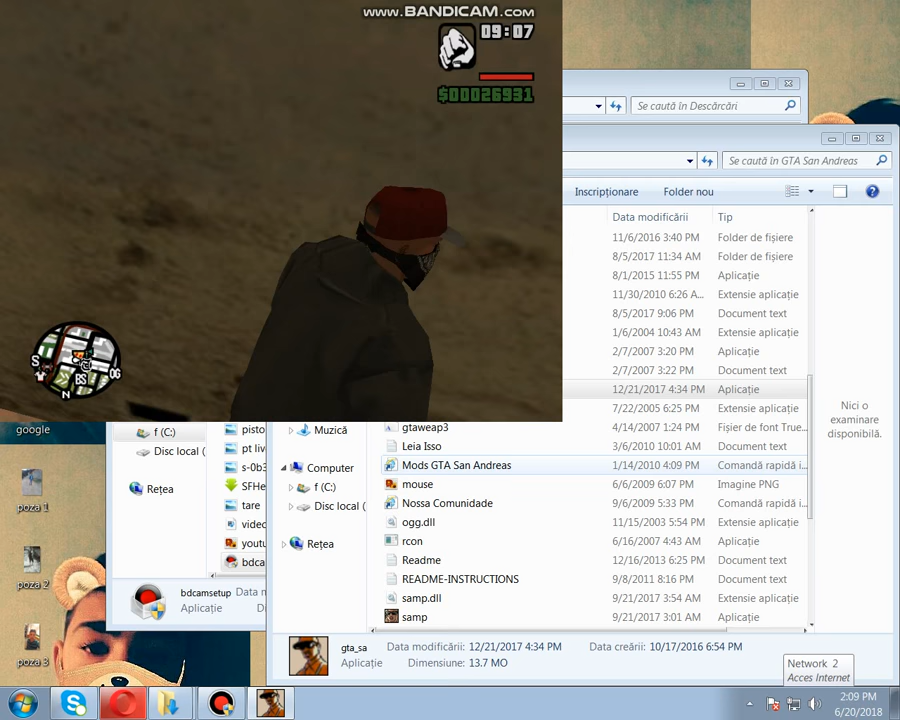 www.BANDICAM.com
09:07
$00026931
S
OG
BS
N
Se caută în Descărcări
Se caută în GTA San Andreas
Inscripționare
Folder nou
Data modificării
Tip
11/6/2016 3:40 PM Folder de fișiere
8/5/2017 11:34 AM Folder de fișiere
8/1/2015 11:55 PM Aplicație
11/30/2010 6:26 A... Extensie aplicație
8/5/2017 9:06 PM Document text
1/6/2004 10:43 AM Extensie aplicație
2/7/2007 3:20 PM Aplicație
2/7/2007 3:22 PM Document text
12/21/2017 4:34 PM Aplicație
7/22/2005 6:25 PM Extensie aplicație
gtaweap3 4/14/2007 1:24 PM Fișier de font True...
Leia Isso 3/6/2010 10:01 AM Document text
Mods GTA San Andreas 1/14/2010 4:09 PM Comandă rapidă i...
mouse 6/6/2009 6:07 PM Imagine PNG
Nossa Comunidade 9/6/2009 5:33 PM Comandă rapidă i...
ogg.dll 11/15/2003 5:54 PM Extensie aplicație
rcon 6/16/2007 4:43 AM Aplicație
Readme 12/16/2013 6:25 PM Document text
README-INSTRUCTIONS 9/8/2011 8:16 PM Document text
samp.dll 9/21/2017 3:54 AM Extensie aplicație
samp 9/21/2017 3:01 AM Aplicație
Nici o
examinare
disponibilă.
google
poza 1
poza 2
poza 3
f (C:)
Disc local (
Rețea
pisto
pt liv
s-0b3
SFHe
tare
video
youtu
bdca
Muzică
Computer
f (C:)
Disc local (
Rețea
bdcamsetup Data m
Aplicație
gta_sa Data modificării: 12/21/2017 4:34 PM Data creării: 10/17/2016 6:54 PM
Aplicație Dimensiune: 13.7 MO
Network 2
Acces Internet
2:09 PM
6/20/2018